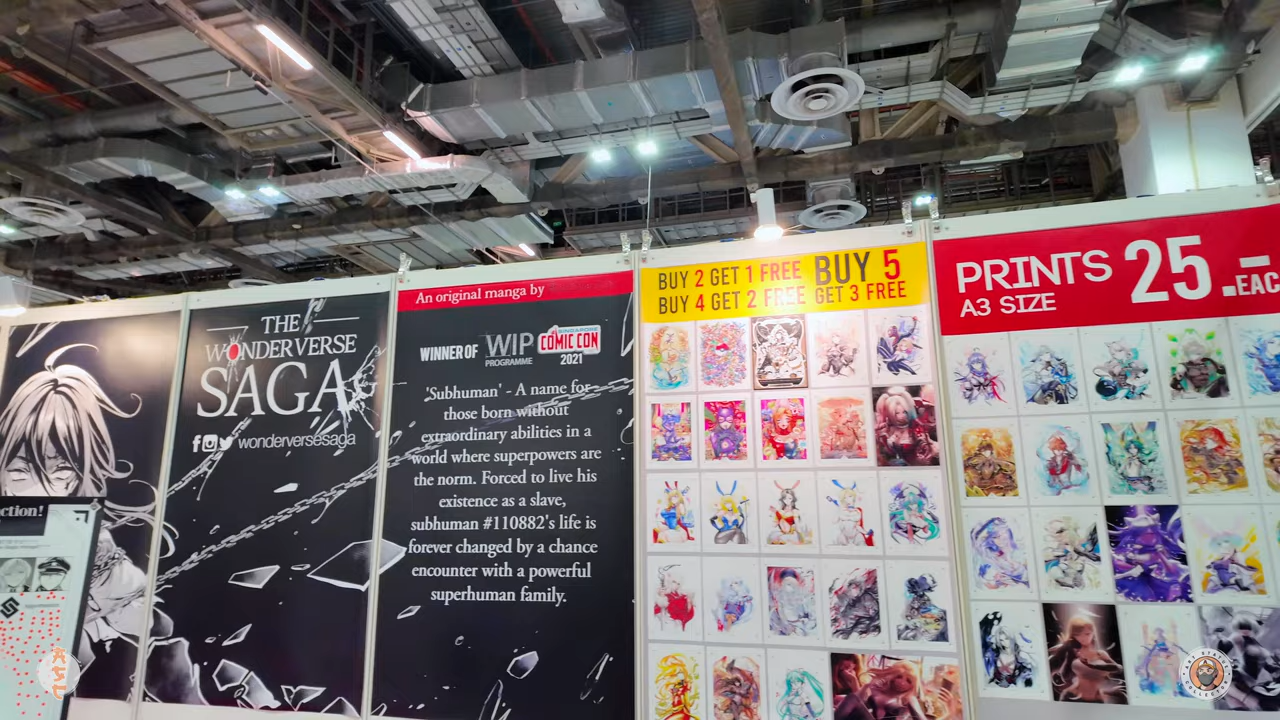 THE
WONDERVERSE
SAGA
wonderversesaga
ction!
An original manga by
WINNER OF WIP PROGRAMME SINGAPORE COMIC CON 2021
'Subhuman' - A name for
those born without
extraordinary abilities in a
world where superpowers are
the norm. Forced to live his
existence as a slave,
subhuman #110882's life is
forever changed by a chance
encounter with a powerful
superhuman family.
BUY 2 GET 1 FREE BUY 5
BUY 4 GET 2 FREE GET 3 FREE
PRINTS 25.- EACH
A3 SIZE